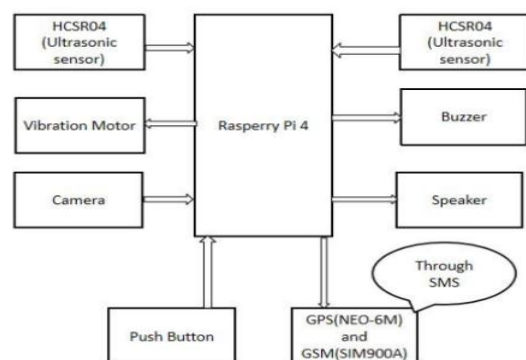 HCSR04
(Ultrasonic
sensor)
HCSR04
(Ultrasonic
sensor)
Vibration Motor
Rasperry Pi 4
Buzzer
Camera
Speaker
Through
SMS
Push Button
GPS(NEO-6M)
and
GSM(SIM900A)